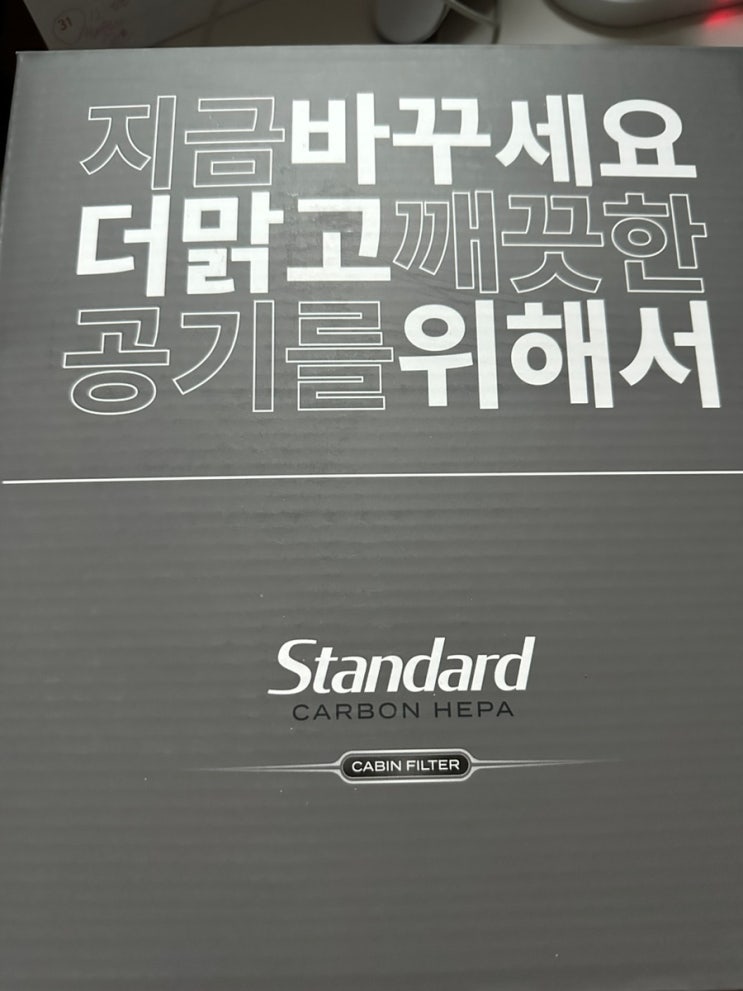 31
지금바꾸세요
더맑고깨끗한
공기를위해서
Standard
CARBON HEPA
CABIN FILTER